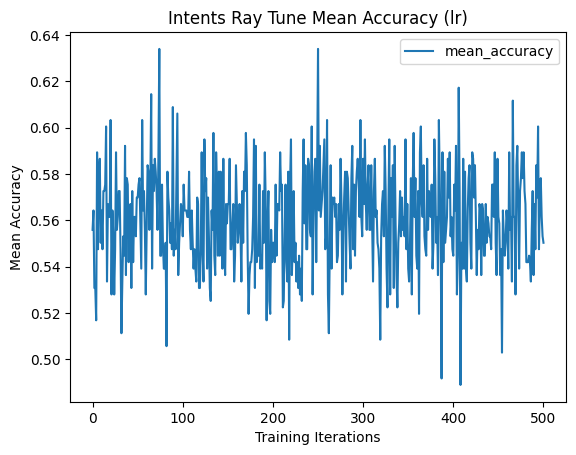 Intents Ray Tune Mean Accuracy (lr)
mean_accuracy
Mean Accuracy
0.64
0.62
0.60
0.58
0.56
0.54
0.52
0.50
0 100 200 300 400 500
Training Iterations